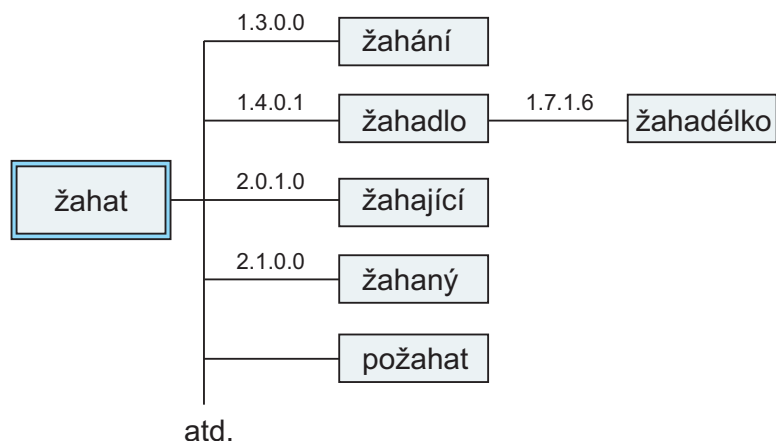 1.3.0.0
žahání
1.4.0.1
žahadlo
1.7.1.6
žahadélko
žahat
2.0.1.0
žahající
2.1.0.0
žahaný
požahat
atd.